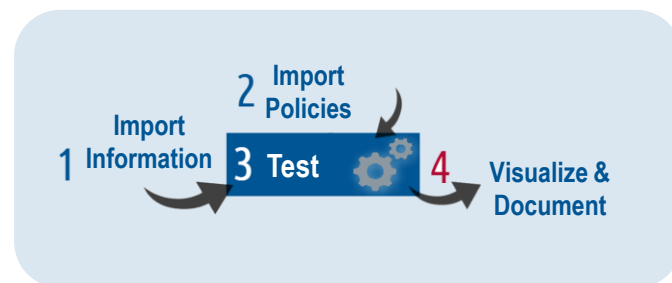 1 Import
Information
2 Import
Policies
3 Test
4 Visualize &
Document